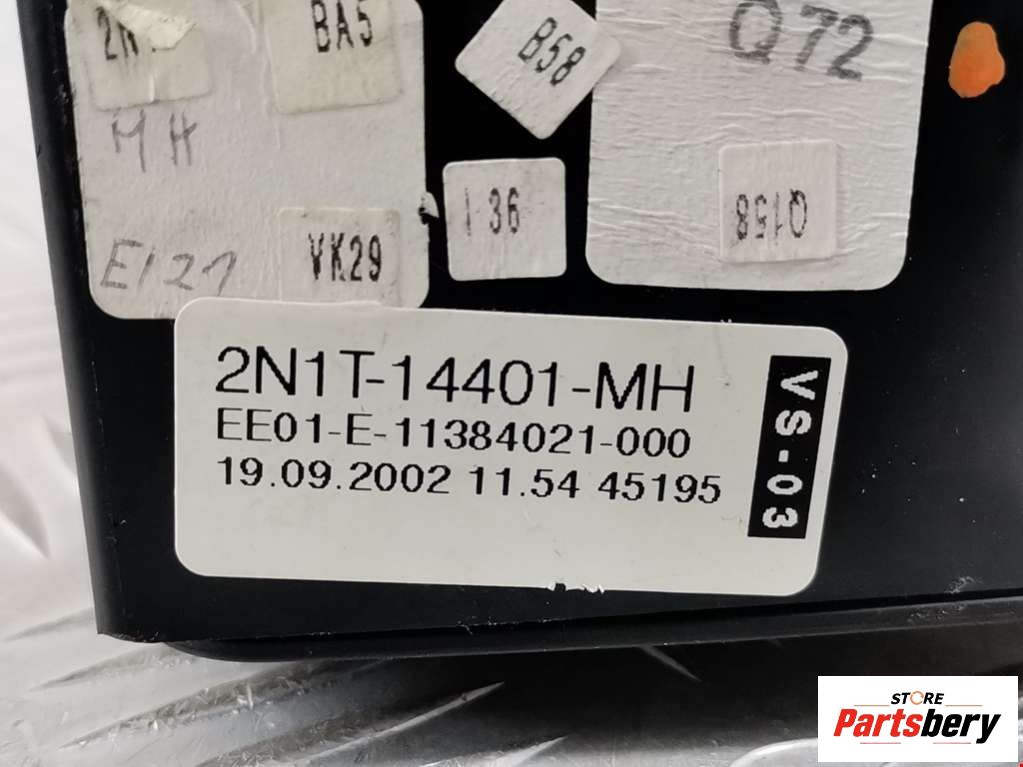 BA5
B58
Q72
MH
I 36
Q158
E121
VK29
2N1T-14401-MH
EE01-E-11384021-000
19.09.2002 11.54 45195
VS-03
STORE
Partsbery